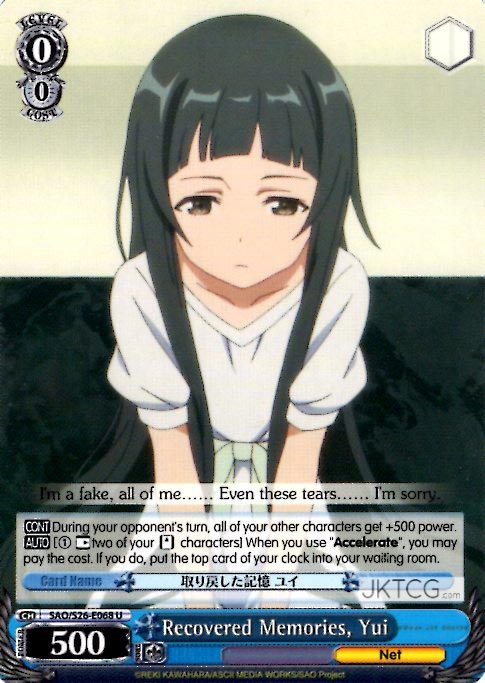 LEVEL
0
0
COST
I'm a fake, all of me...... Even these tears...... I'm sorry.
CONT During your opponent's turn, all of your other characters get +500 power.
AUTO [① two of your characters] When you use "Accelerate", you may
pay the cost. If you do, put the top card of your clock into your waiting room.
Card Name 取り戻した記憶 ユイ
JKTCG.com
CH SAO/S26-E068 U
POWER 500
Recovered Memories, Yui
Net
©REKI KAWAHARA/ASCII MEDIA WORKS/SAO Project